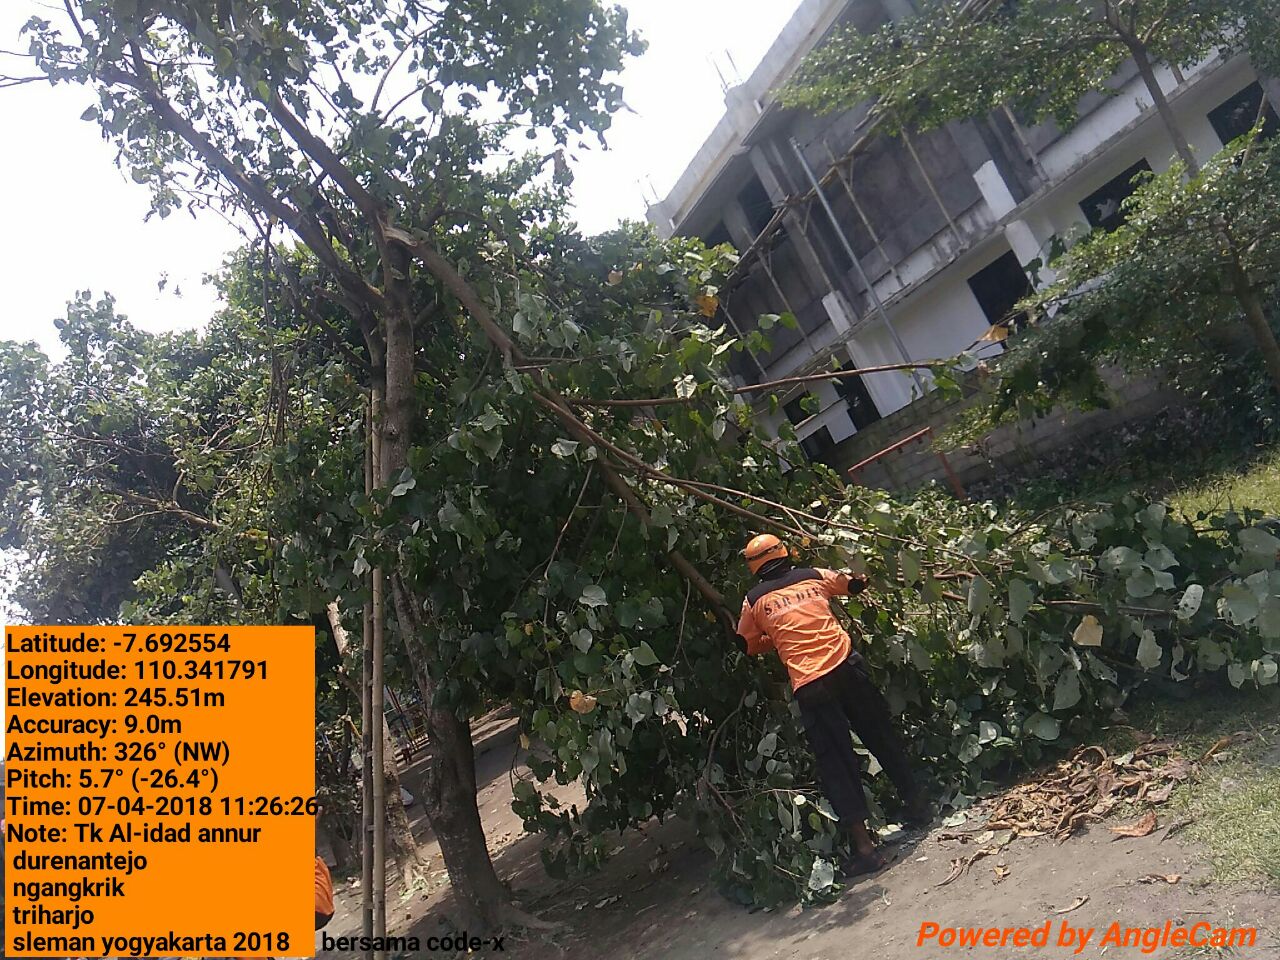 SAR DIY
Latitude: -7.692554
Longitude: 110.341791
Elevation: 245.51m
Accuracy: 9.0m
Azimuth: 326° (NW)
Pitch: 5.7° (-26.4°)
Time: 07-04-2018 11:26:26
Note: Tk Al-idad annur
durenantejo
ngangkrik
triharjo
sleman yogyakarta 2018 bersama code-x
Powered by AngleCam